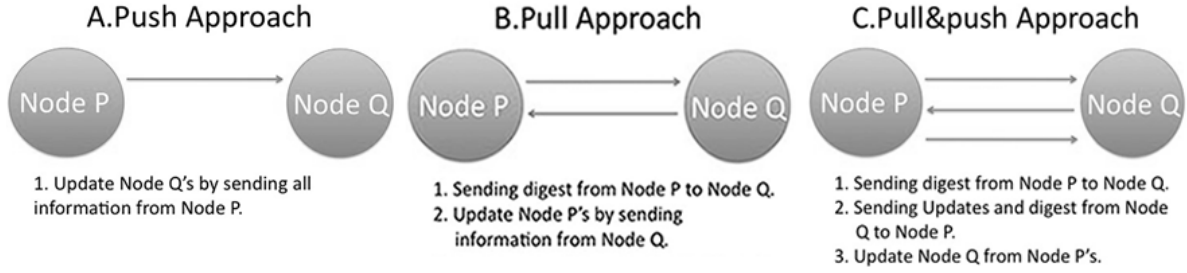 A.Push Approach
Node P
Node Q
1. Update Node Q's by sending all
information from Node P.
B.Pull Approach
Node P
Node Q
1. Sending digest from Node P to Node Q.
2. Update Node P's by sending
information from Node Q.
C.Pull&push Approach
Node P
Node Q
1. Sending digest from Node P to Node Q.
2. Sending Updates and digest from Node
Q to Node P.
3. Update Node Q from Node P's.